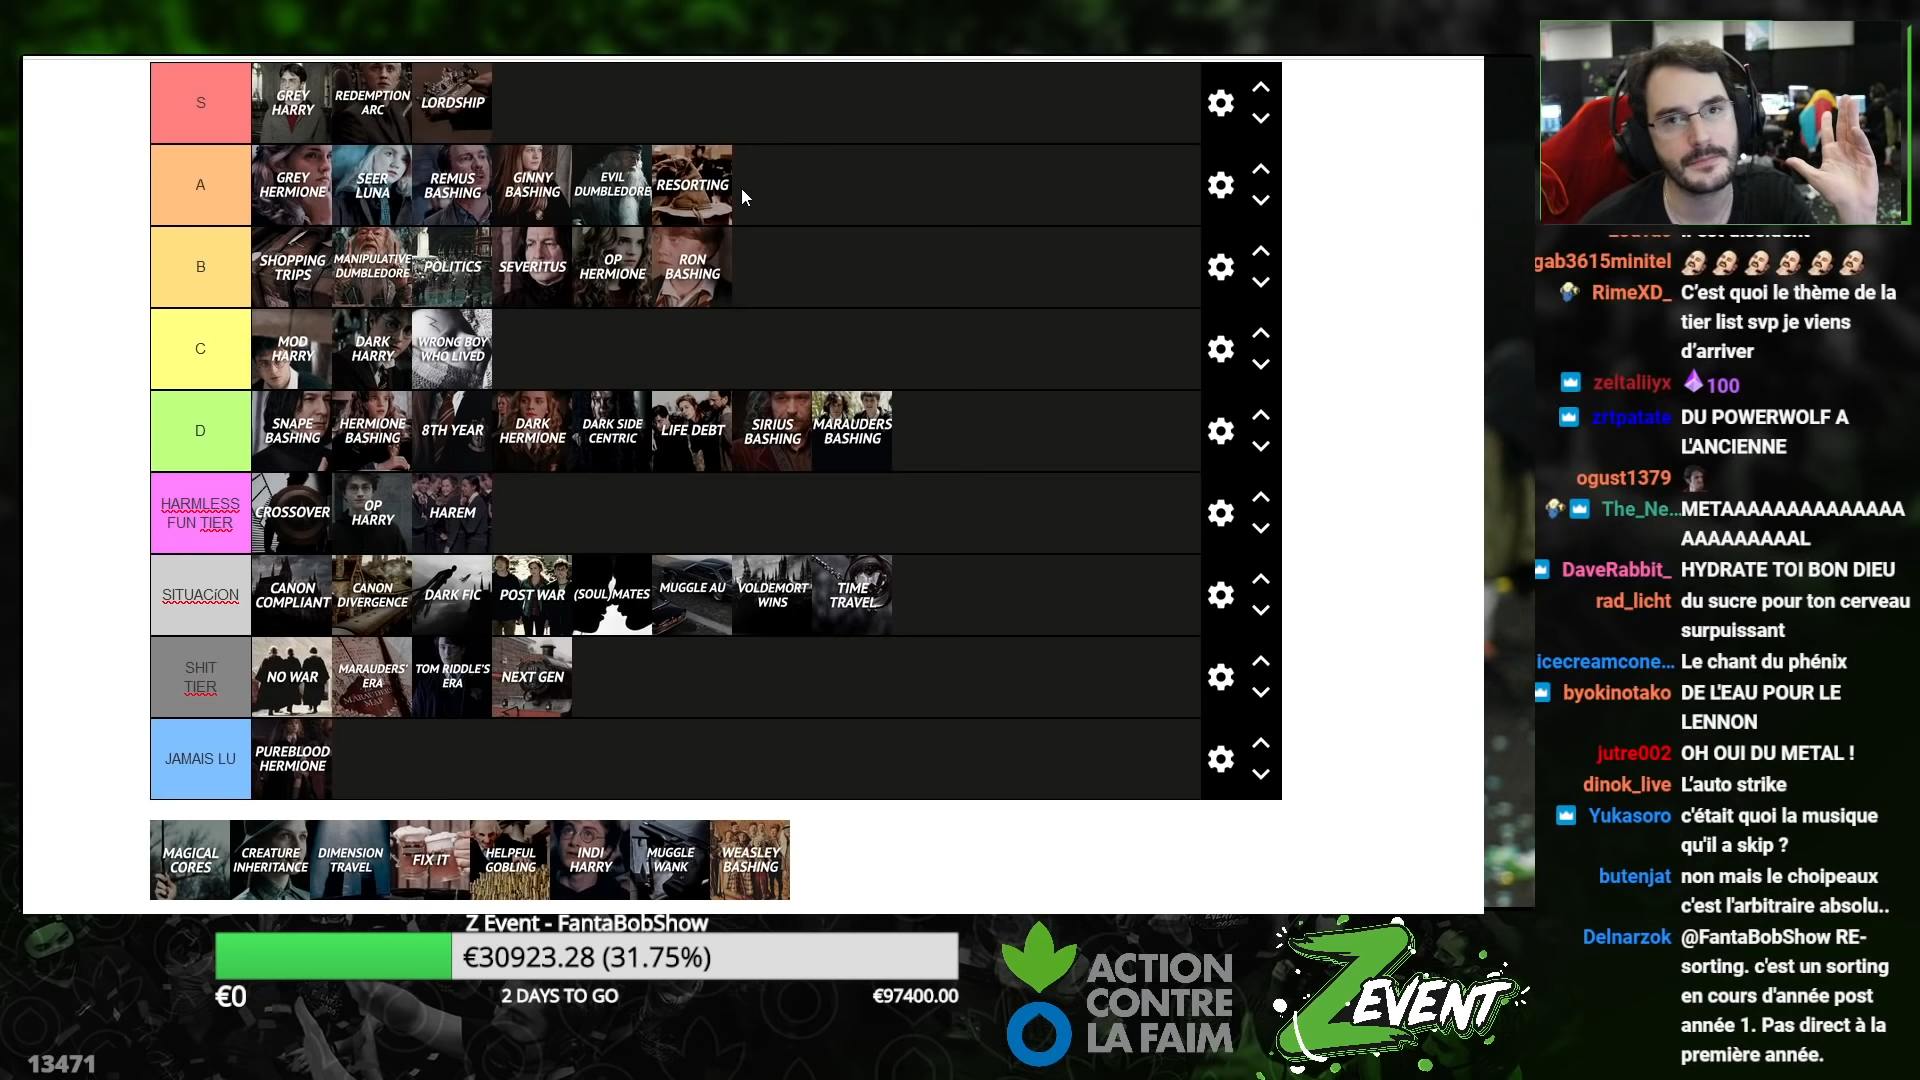 S
GREY
HARRY
REDEMPTION
ARC
LORDSHIP
A
GREY
HERMIONE
SEER
LUNA
REMUS
BASHING
GINNY
BASHING
EVIL
DUMBLEDORE
RESORTING
B
SHOPPING
TRIPS
MANIPULATIVE
DUMBLEDORE
POLITICS
SEVERITUS
OP
HERMIONE
RON
BASHING
C
MOD
HARRY
DARK
HARRY
WRONG BOY
WHO LIVED
D
SNAPE
BASHING
HERMIONE
BASHING
8TH YEAR
DARK
HERMIONE
DARK SIDE
CENTRIC
LIFE DEBT
SIRIUS
BASHING
MARAUDERS
BASHING
HARMLESS
FUN TIER
CROSSOVER
OP
HARRY
HAREM
SITUACíON
CANON
COMPLIANT
CANON
DIVERGENCE
DARK FIC
POST WAR
(SOUL)MATES
MUGGLE AU
VOLDEMORT
WINS
TIME
TRAVEL
SHIT
TIER
NO WAR
MARAUDERS'
ERA
TOM RIDDLE'S
ERA
NEXT GEN
JAMAIS LU
PUREBLOOD
HERMIONE
MAGICAL
CORES
CREATURE
INHERITANCE
DIMENSION
TRAVEL
FIX IT
HELPFUL
GOBLING
INDI
HARRY
MUGGLE
WANK
WEASLEY
BASHING
gab3615minitel
RimeXD_ C'est quoi le thème de la
tier list svp je viens
d'arriver
zeltaliiyx 100
zrtpatate DU POWERWOLF A
L'ANCIENNE
ogust1379
The_Ne... METAAAAAAAAAAAAAA
AAAAAAAAAL
DaveRabbit_ HYDRATE TOI BON DIEU
rad_licht du sucre pour ton cerveau
surpuissant
icecreamcone... Le chant du phénix
byokinotako DE L'EAU POUR LE
LENNON
jutre002 OH OUI DU METAL !
dinok_live L'auto strike
Yukasoro c'était quoi la musique
qu'il a skip ?
butenjat non mais le choipeaux
c'est l'arbitraire absolu..
Delnarzok @FantaBobShow RE-
sorting. c'est un sorting
en cours d'année post
année 1. Pas direct à la
première année.
Z Event - FantaBobShow
€30923.28 (31.75%)
€0
2 DAYS TO GO
€97400.00
ACTION
CONTRE
LA FAIM
ZEVENT
13471